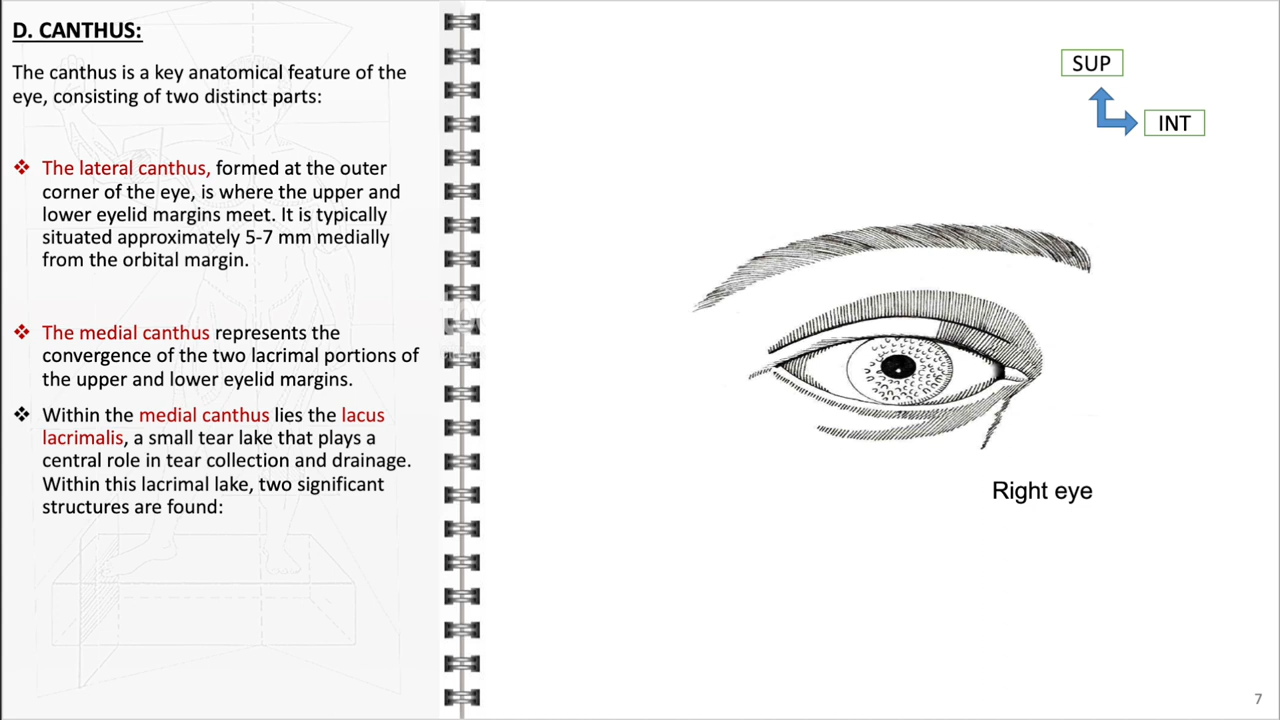 D. CANTHUS:
The canthus is a key anatomical feature of the
eye, consisting of two distinct parts:
❖ The lateral canthus, formed at the outer
corner of the eye, is where the upper and
lower eyelid margins meet. It is typically
situated approximately 5-7 mm medially
from the orbital margin.
❖ The medial canthus represents the
convergence of the two lacrimal portions of
the upper and lower eyelid margins.
❖ Within the medial canthus lies the lacus
lacrimalis, a small tear lake that plays a
central role in tear collection and drainage.
Within this lacrimal lake, two significant
structures are found:
SUP
INT
Right eye
7